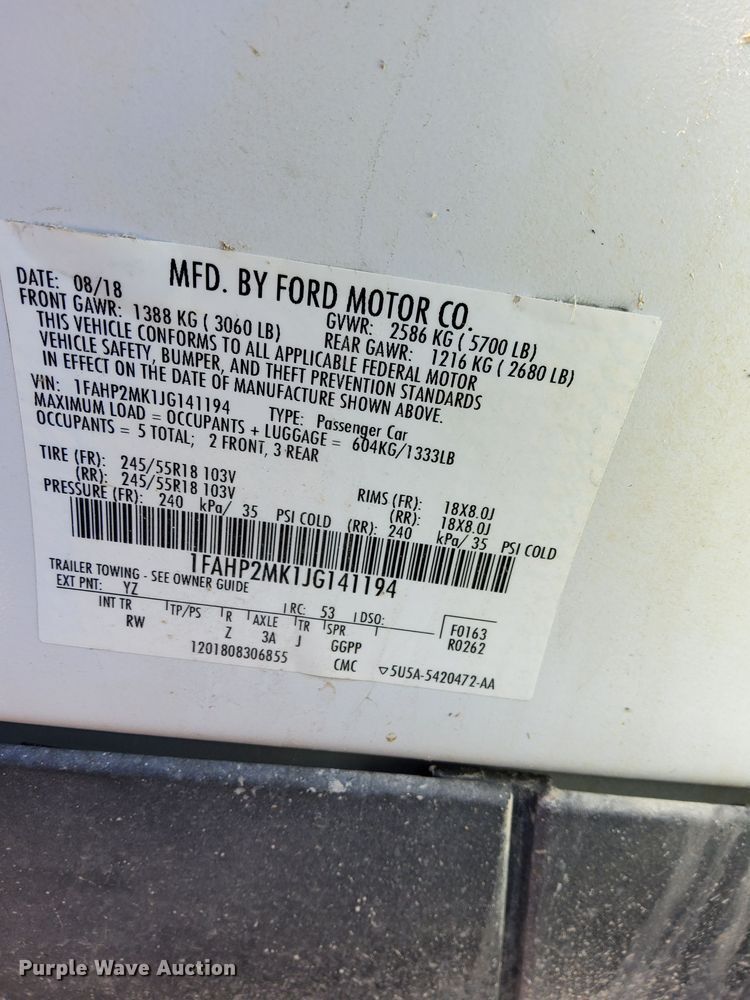 MFD. BY FORD MOTOR CO.
DATE: 08/18 GVWR: 2586 KG ( 5700 LB)
FRONT GAWR: 1388 KG ( 3060 LB) REAR GAWR: 1216 KG ( 2680 LB)
THIS VEHICLE CONFORMS TO ALL APPLICABLE FEDERAL MOTOR
VEHICLE SAFETY, BUMPER, AND THEFT PREVENTION STANDARDS
IN EFFECT ON THE DATE OF MANUFACTURE SHOWN ABOVE.
VIN: 1FAHP2MK1JG141194 TYPE: Passenger Car
MAXIMUM LOAD = OCCUPANTS + LUGGAGE = 604KG/1333LB
OCCUPANTS = 5 TOTAL; 2 FRONT, 3 REAR
TIRE (FR): 245/55R18 103V RIMS (FR): 18X8.0J
(RR): 245/55R18 103V (RR): 18X8.0J
PRESSURE (FR): 240 kPa/ 35 PSI COLD (RR): 240 kPa/ 35 PSI COLD
1FAHP2MK1JG141194
TRAILER TOWING - SEE OWNER GUIDE
EXT PNT: YZ RC: 53 DSO: F0163
INT TR TP/PS R AXLE TR SPR R0262
RW Z 3A J GGPP
1201808306855 CMC ▽5U5A-5420472-AA
Purple Wave Auction